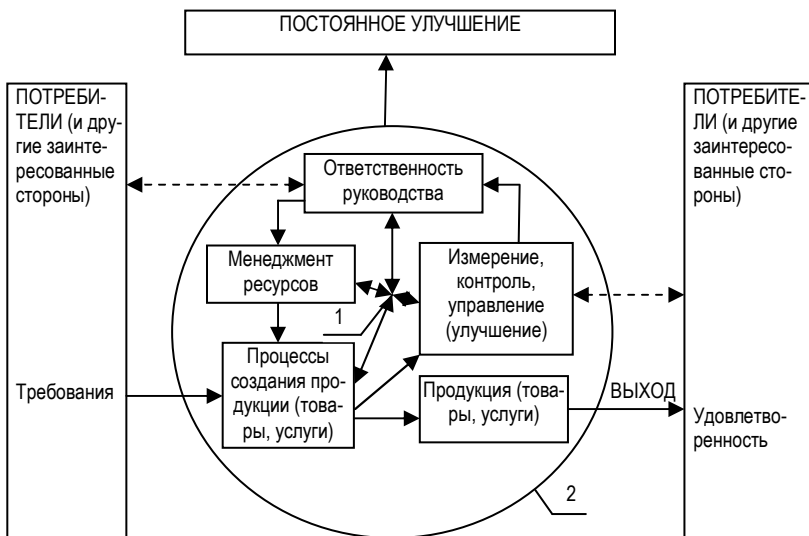 ПОСТОЯННОЕ УЛУЧШЕНИЕ
ПОТРЕБИ-
ТЕЛИ (и дру-
гие заинте-
ресованные
стороны)
Требования
Ответственность
руководства
Менеджмент
ресурсов
Измерение,
контроль,
управление
(улучшение)
1
Процессы
создания про-
дукции (това-
ры, услуги)
Продукция (това-
ры, услуги)
ВЫХОД
2
ПОТРЕБИТЕ-
ЛИ (и другие
заинтересо-
ванные сто-
роны)
Удовлетво-
ренность